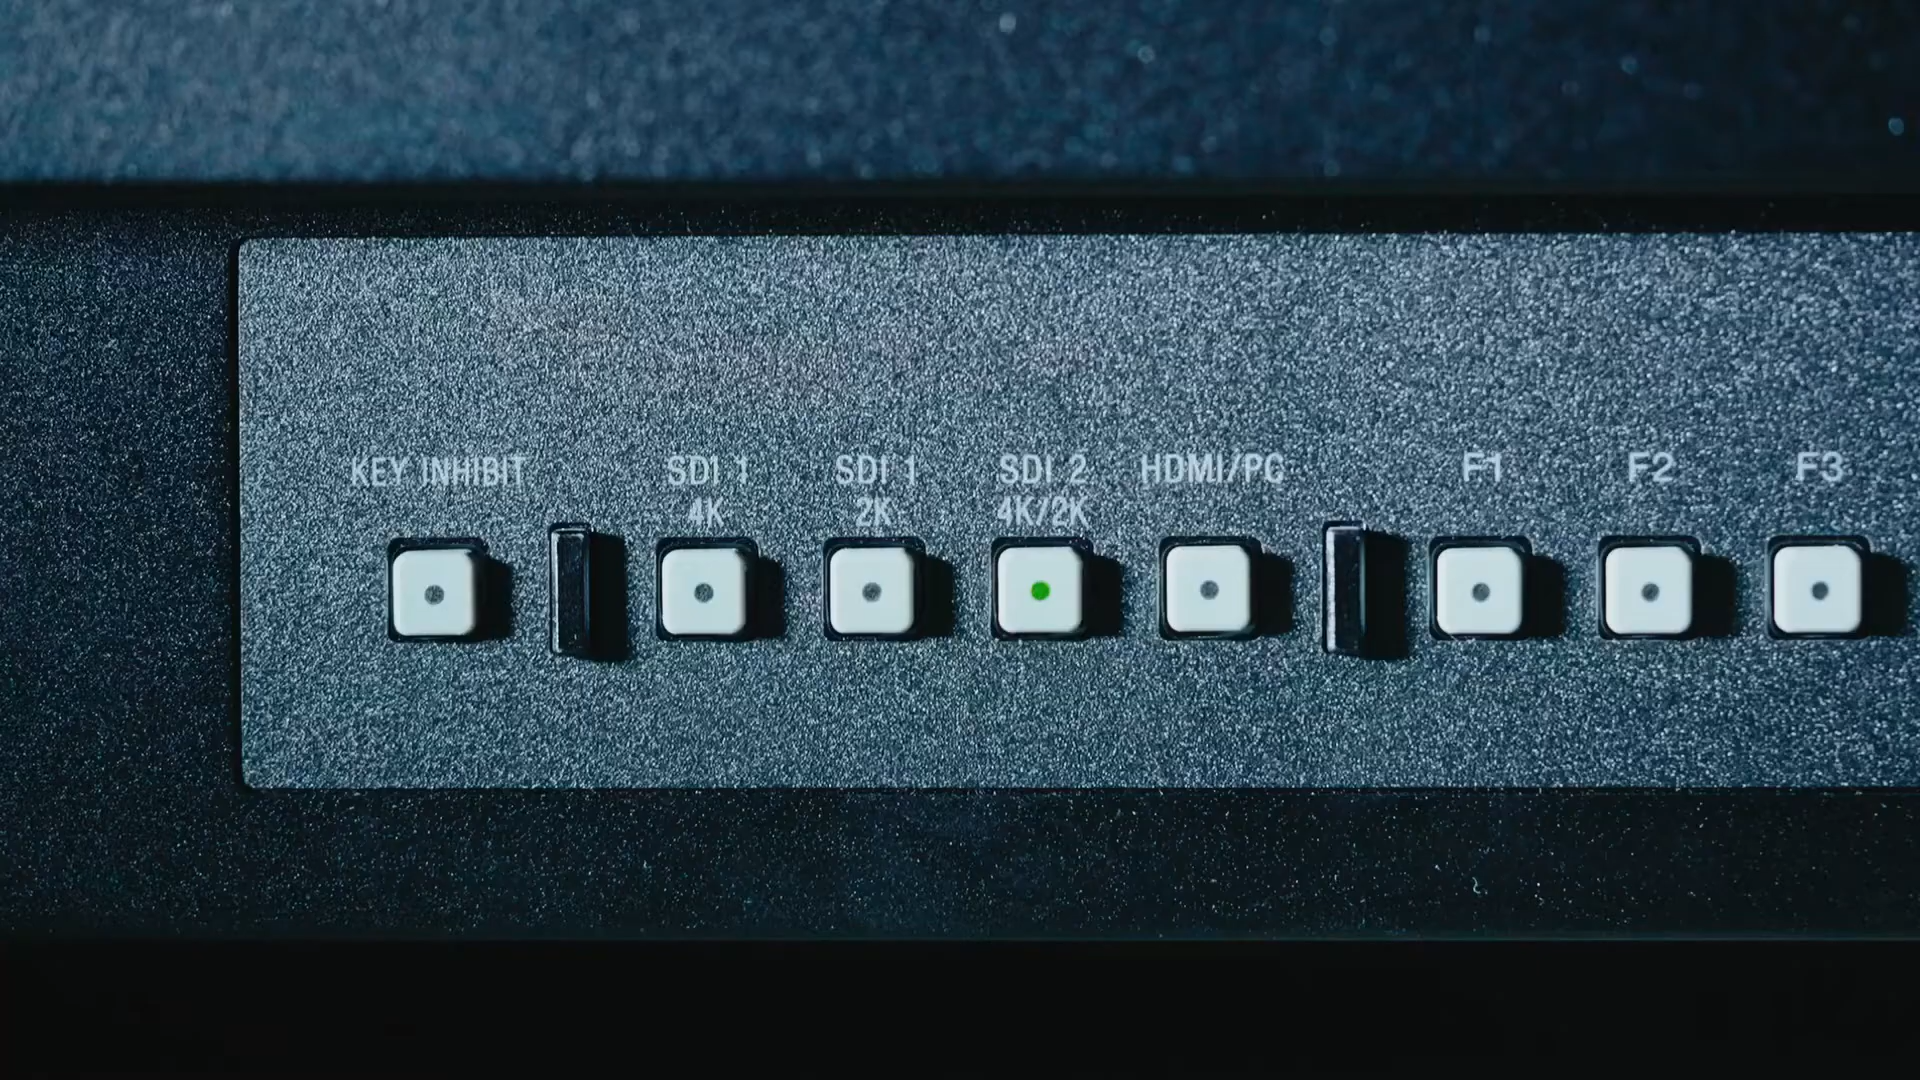 KEY INHIBIT
SDI 1
4K
SDI 1
2K
SDI 2
4K/2K
HDMI/PC
F1
F2
F3